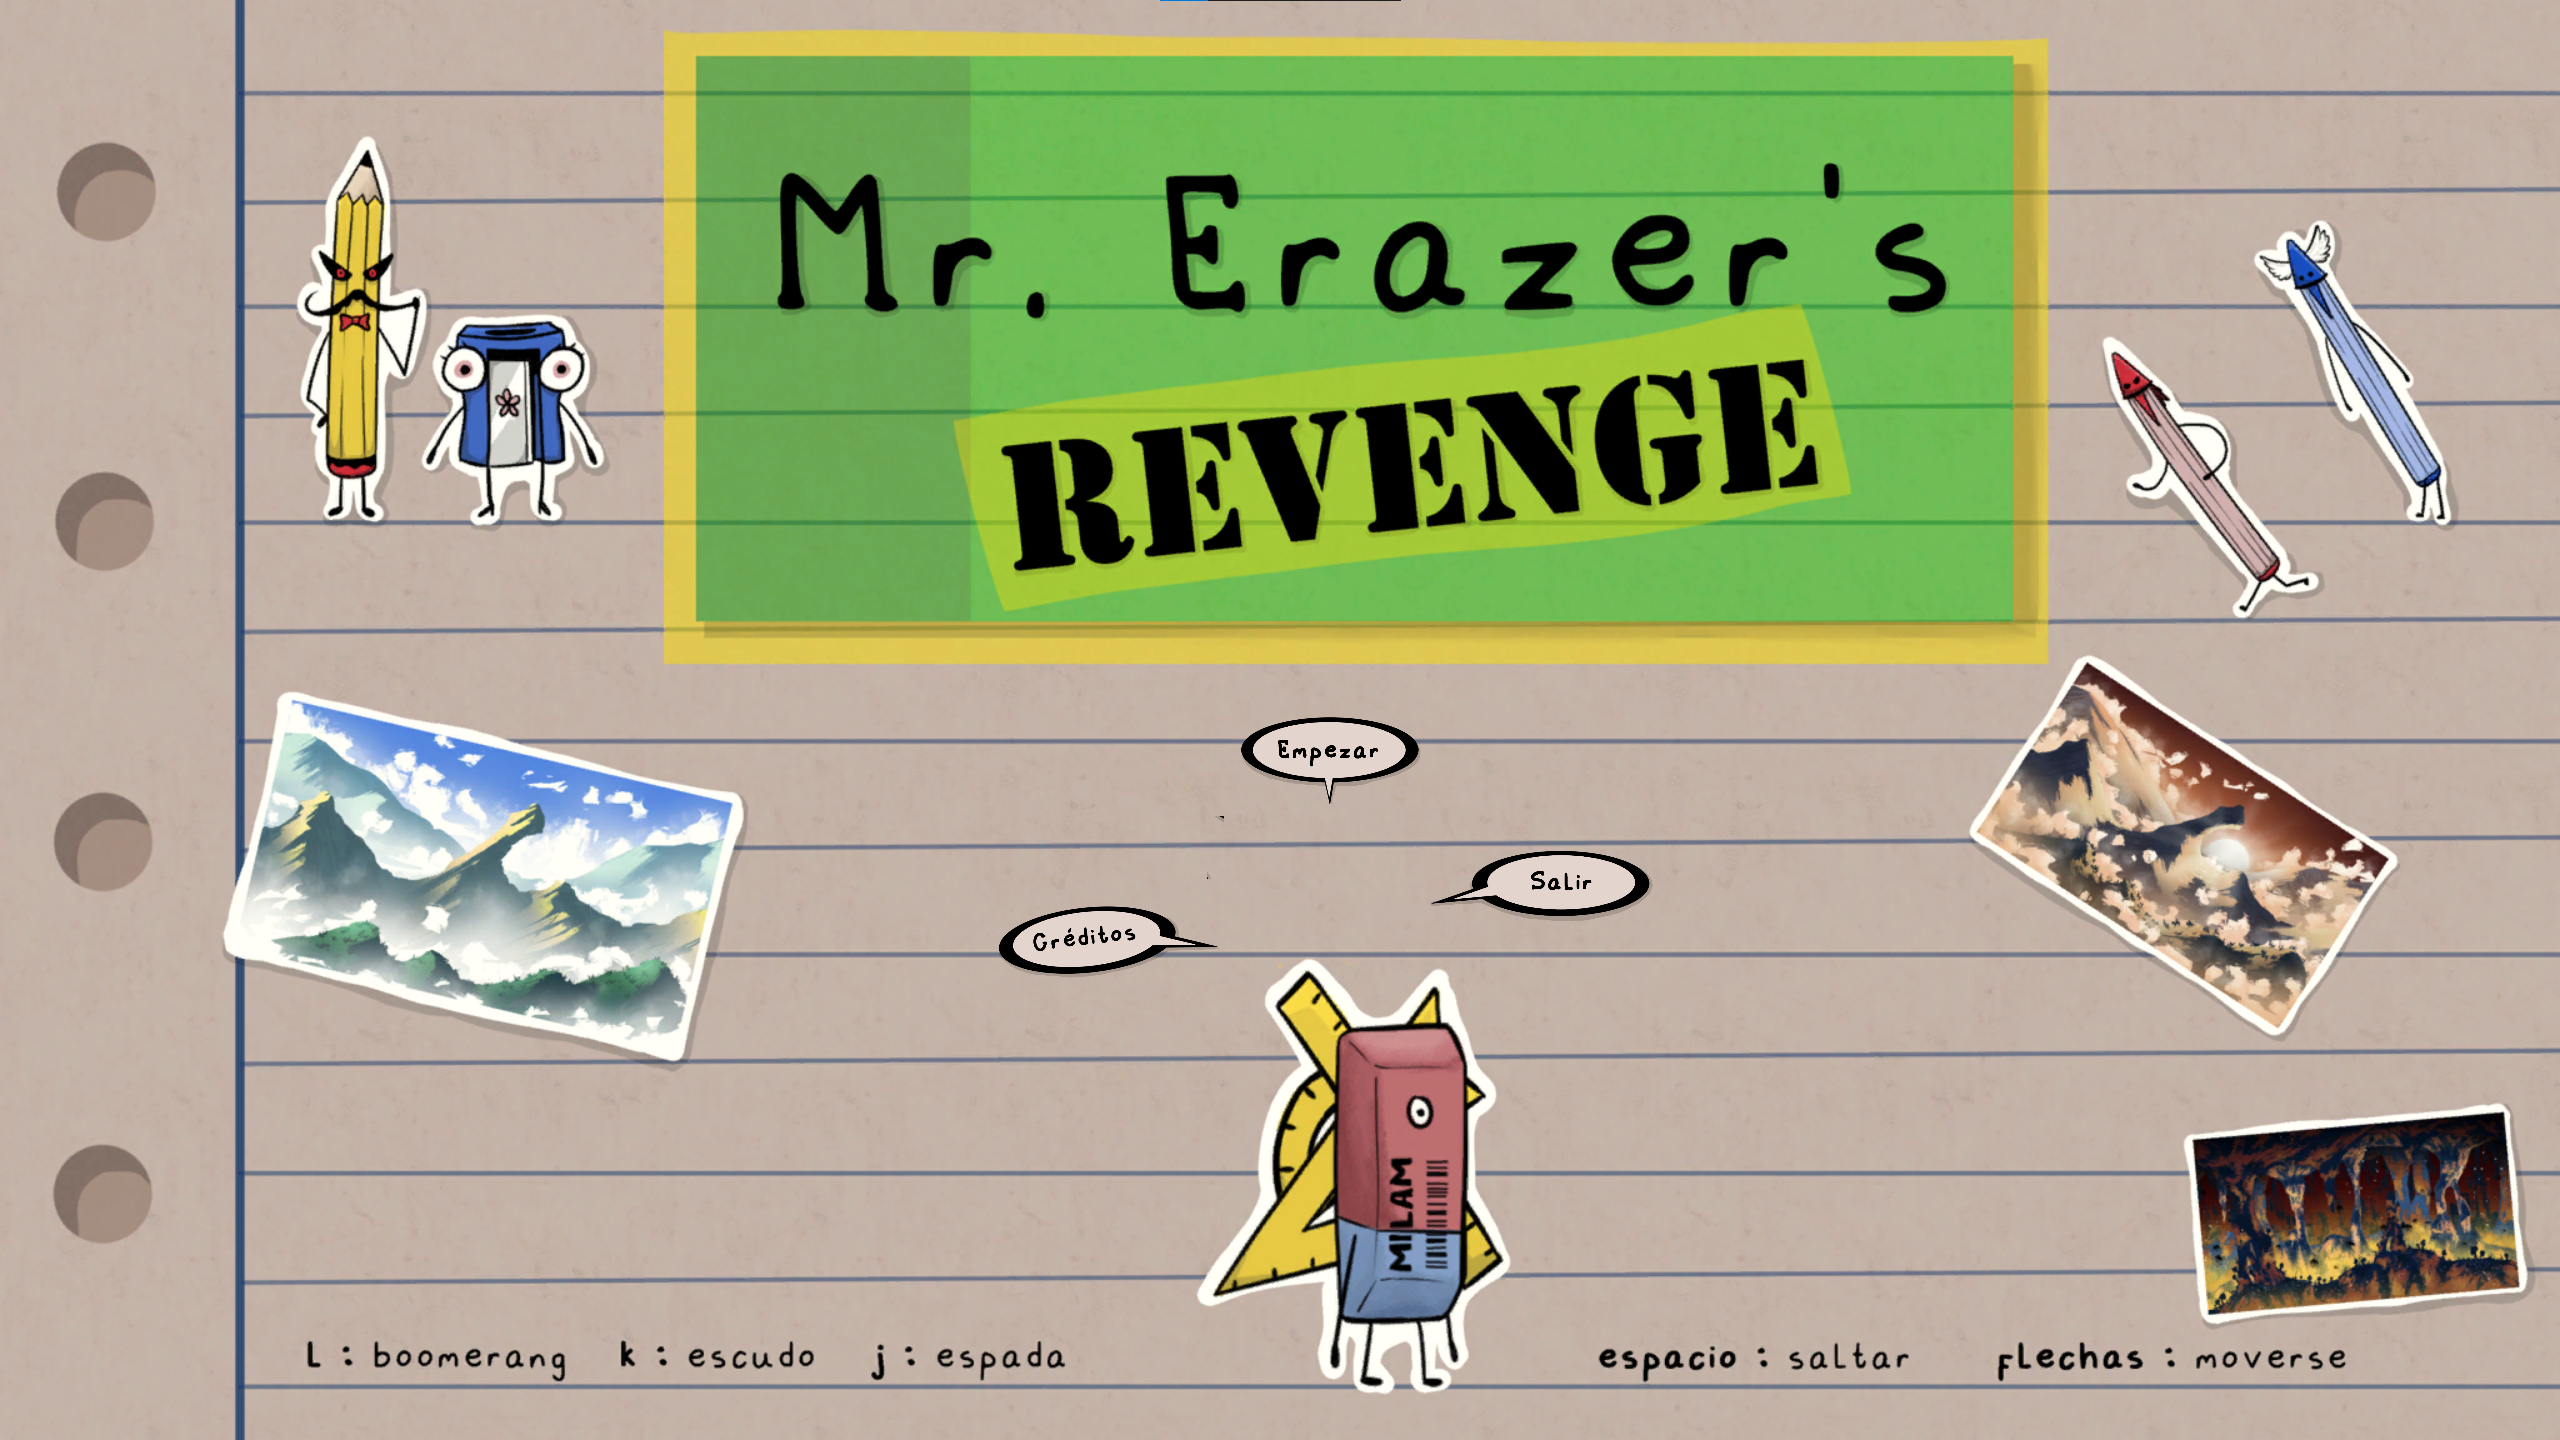 Mr. Erazer's
REVENGE
Empezar
Salir
Créditos
MILAM
L : boomerang k : escudo j : espada espacio : saltar flechas : moverse